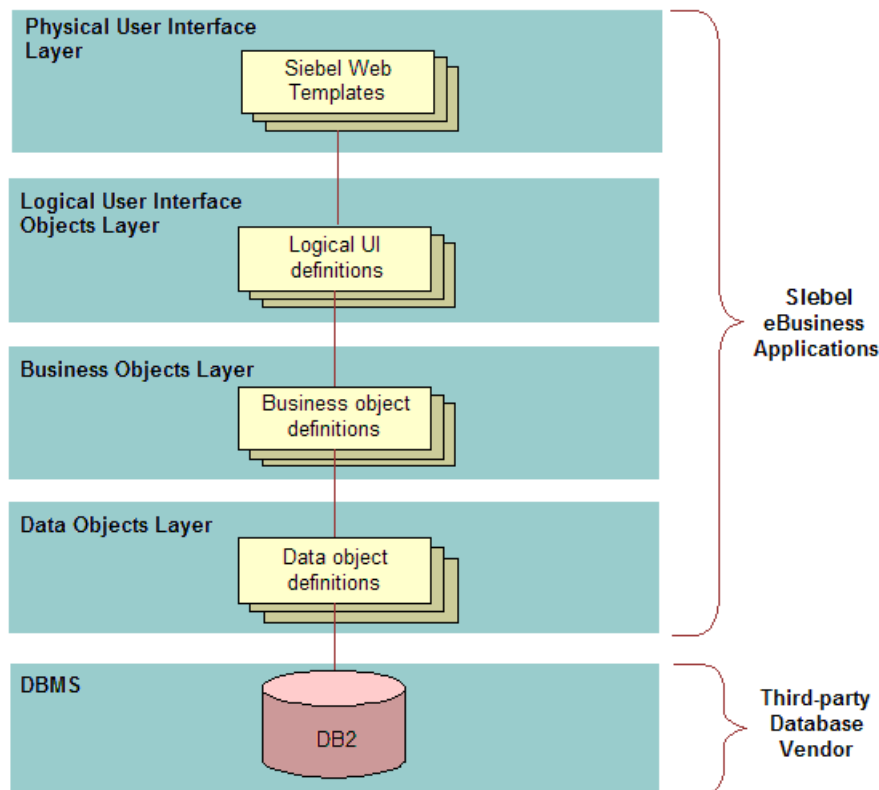 Physical User Interface
Layer
Siebel Web
Templates
Logical User Interface
Objects Layer
Logical UI
definitions
Business Objects Layer
Business object
definitions
Data Objects Layer
Data object
definitions
DBMS
DB2
SIebel
eBusiness
Applications
Third-party
Database
Vendor